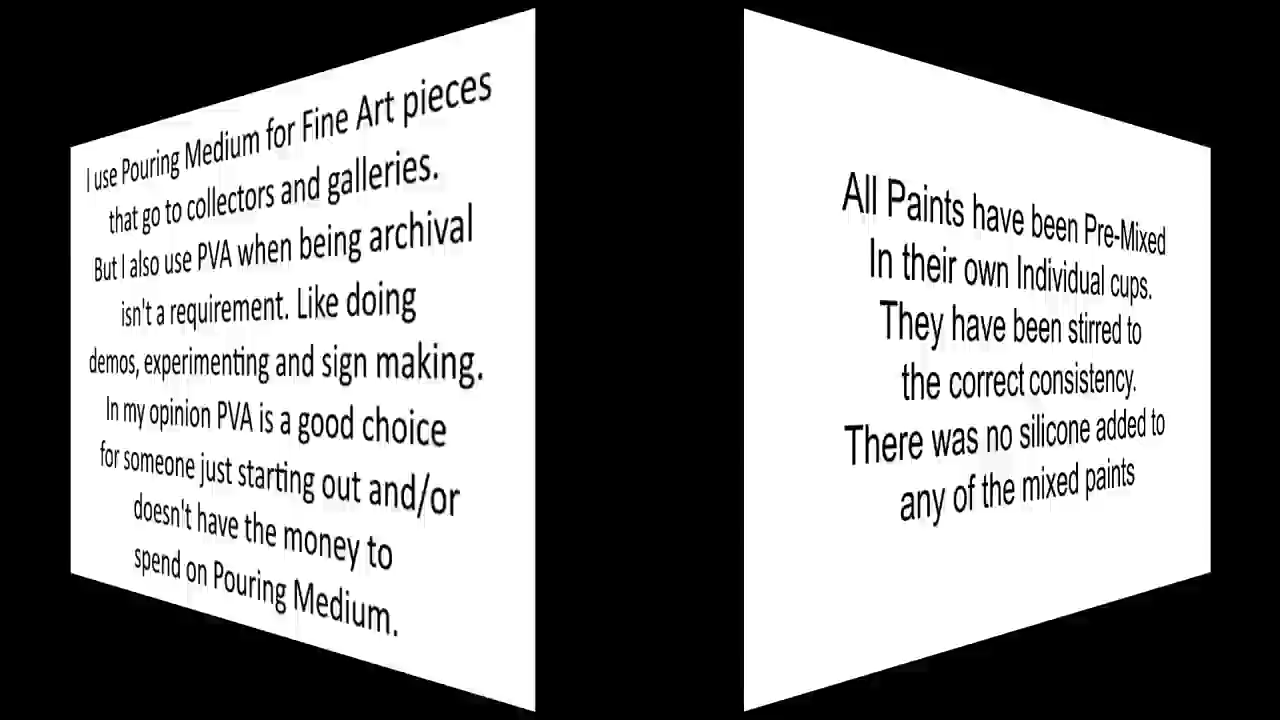 I use Pouring Medium for Fine Art pieces
that go to collectors and galleries.
But I also use PVA when being archival
isn't a requirement. Like doing
demos, experimenting and sign making.
In my opinion PVA is a good choice
for someone just starting out and/or
doesn't have the money to
spend on Pouring Medium.
All Paints have been Pre-Mixed
In their own Individual cups.
They have been stirred to
the correct consistency.
There was no silicone added to
any of the mixed paints